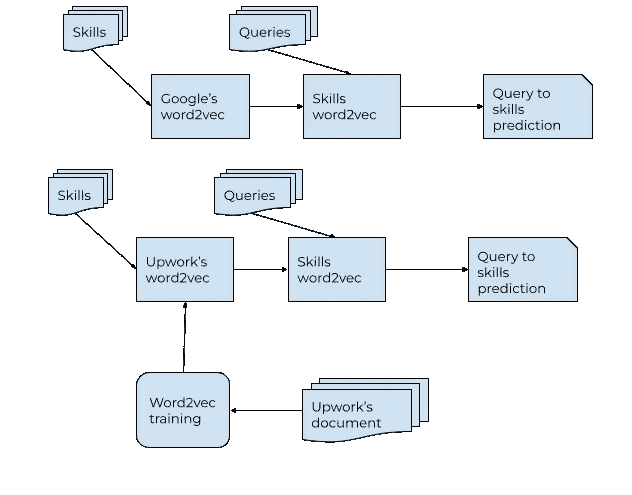 Skills
Queries
Google's
word2vec
Skills
word2vec
Query to
skills
prediction
Skills
Queries
Upwork's
word2vec
Skills
word2vec
Query to
skills
prediction
Word2vec
training
Upwork's
document